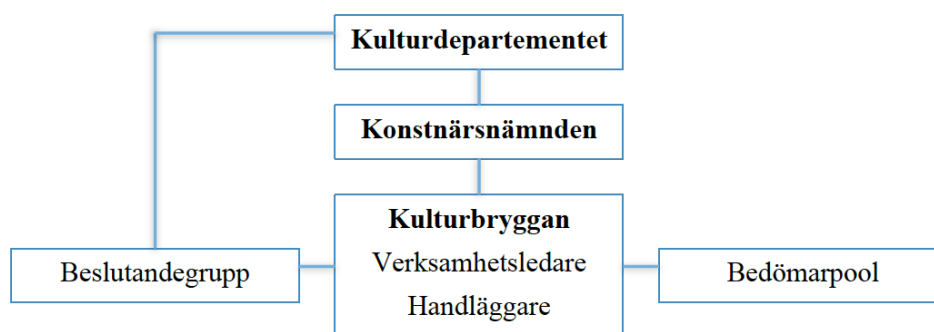 Kulturdepartementet
Konstnärsnämnden
Kulturbryggan
Verksamhetsledare
Handläggare
Beslutandegrupp
Bedömarpool